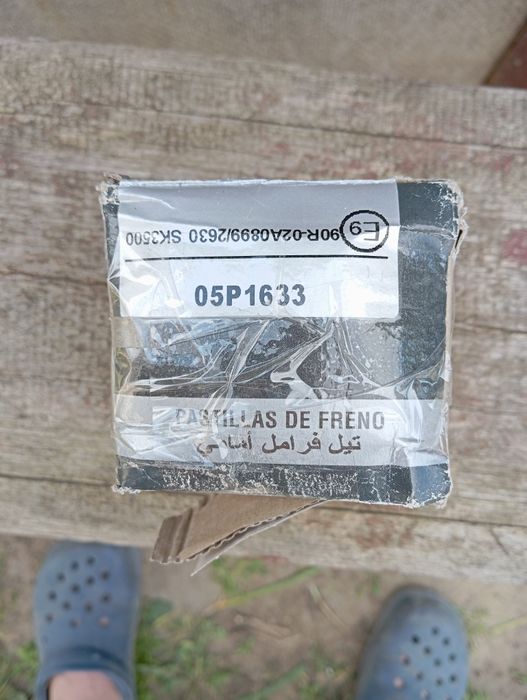 90R-02A0899/2630 SK3500
E9
05P1633
PASTILLAS DE FRENO
تيل فرامل أمامي